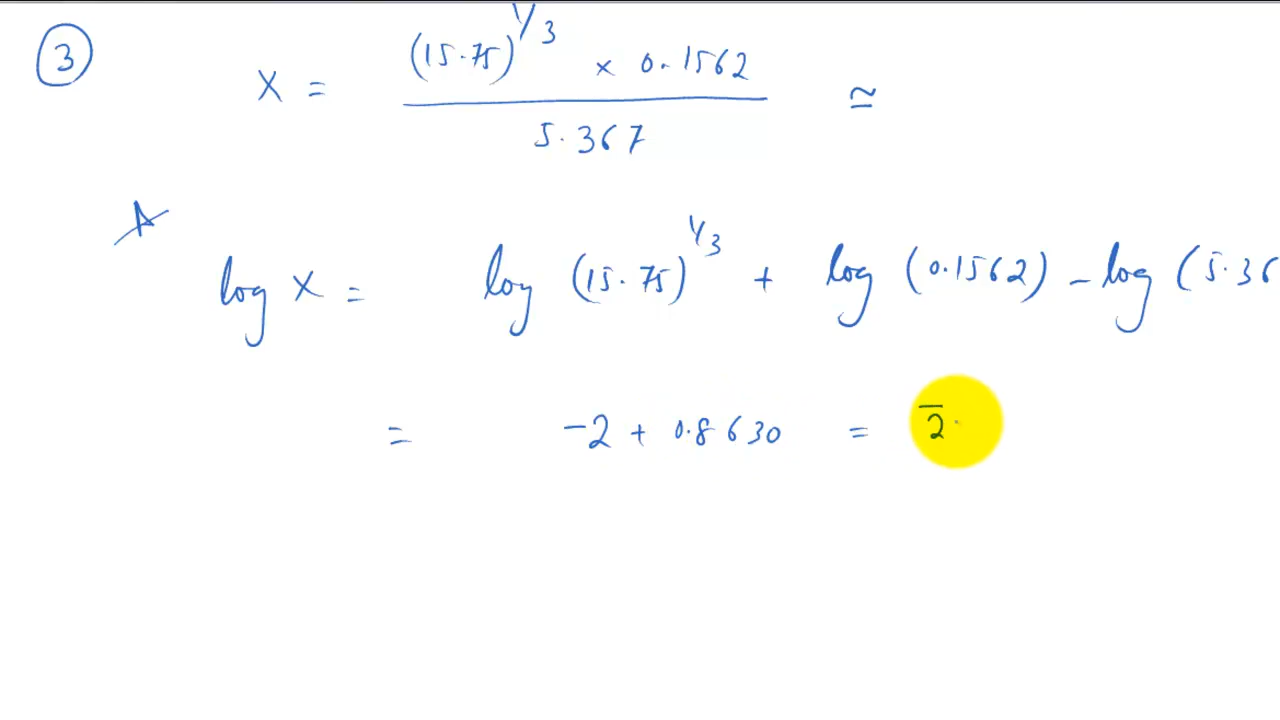 ③ X = (15.75)^1/3 × 0.1562 / 5.367 ≅
A
log X = log (15.75)^1/3 + log (0.1562) - log (5.36
= -2 + 0.8630 = 2̅.